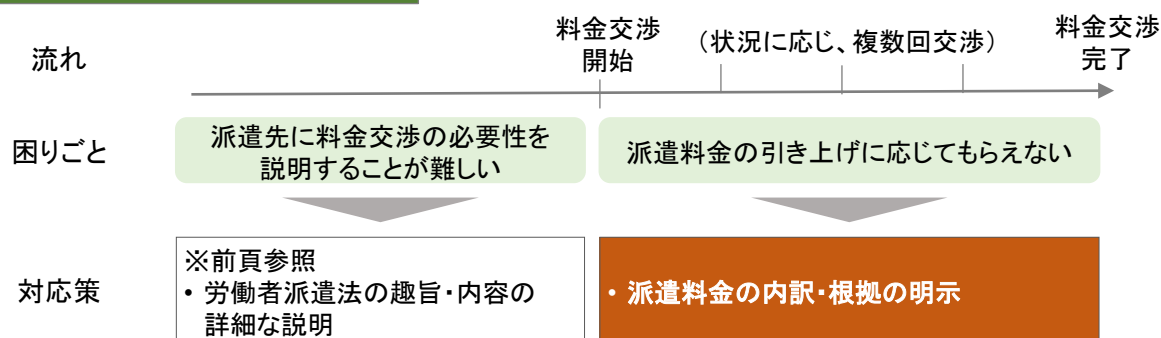 流れ
料金交渉
開始
（状況に応じ、複数回交渉）
料金交渉
完了
困りごと
派遣先に料金交渉の必要性を
説明することが難しい
派遣料金の引き上げに応じてもらえない
対応策
※前頁参照
• 労働者派遣法の趣旨・内容の
詳細な説明
• 派遣料金の内訳・根拠の明示